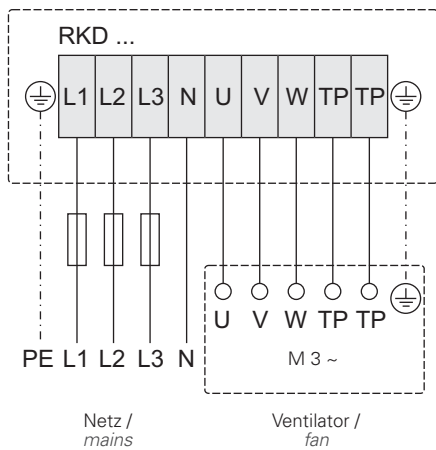 RKD ...
L1 L2 L3 N U V W TP TP
U V W TP TP
M 3 ~
PE L1 L2 L3 N
Netz / Ventilator /
mains fan